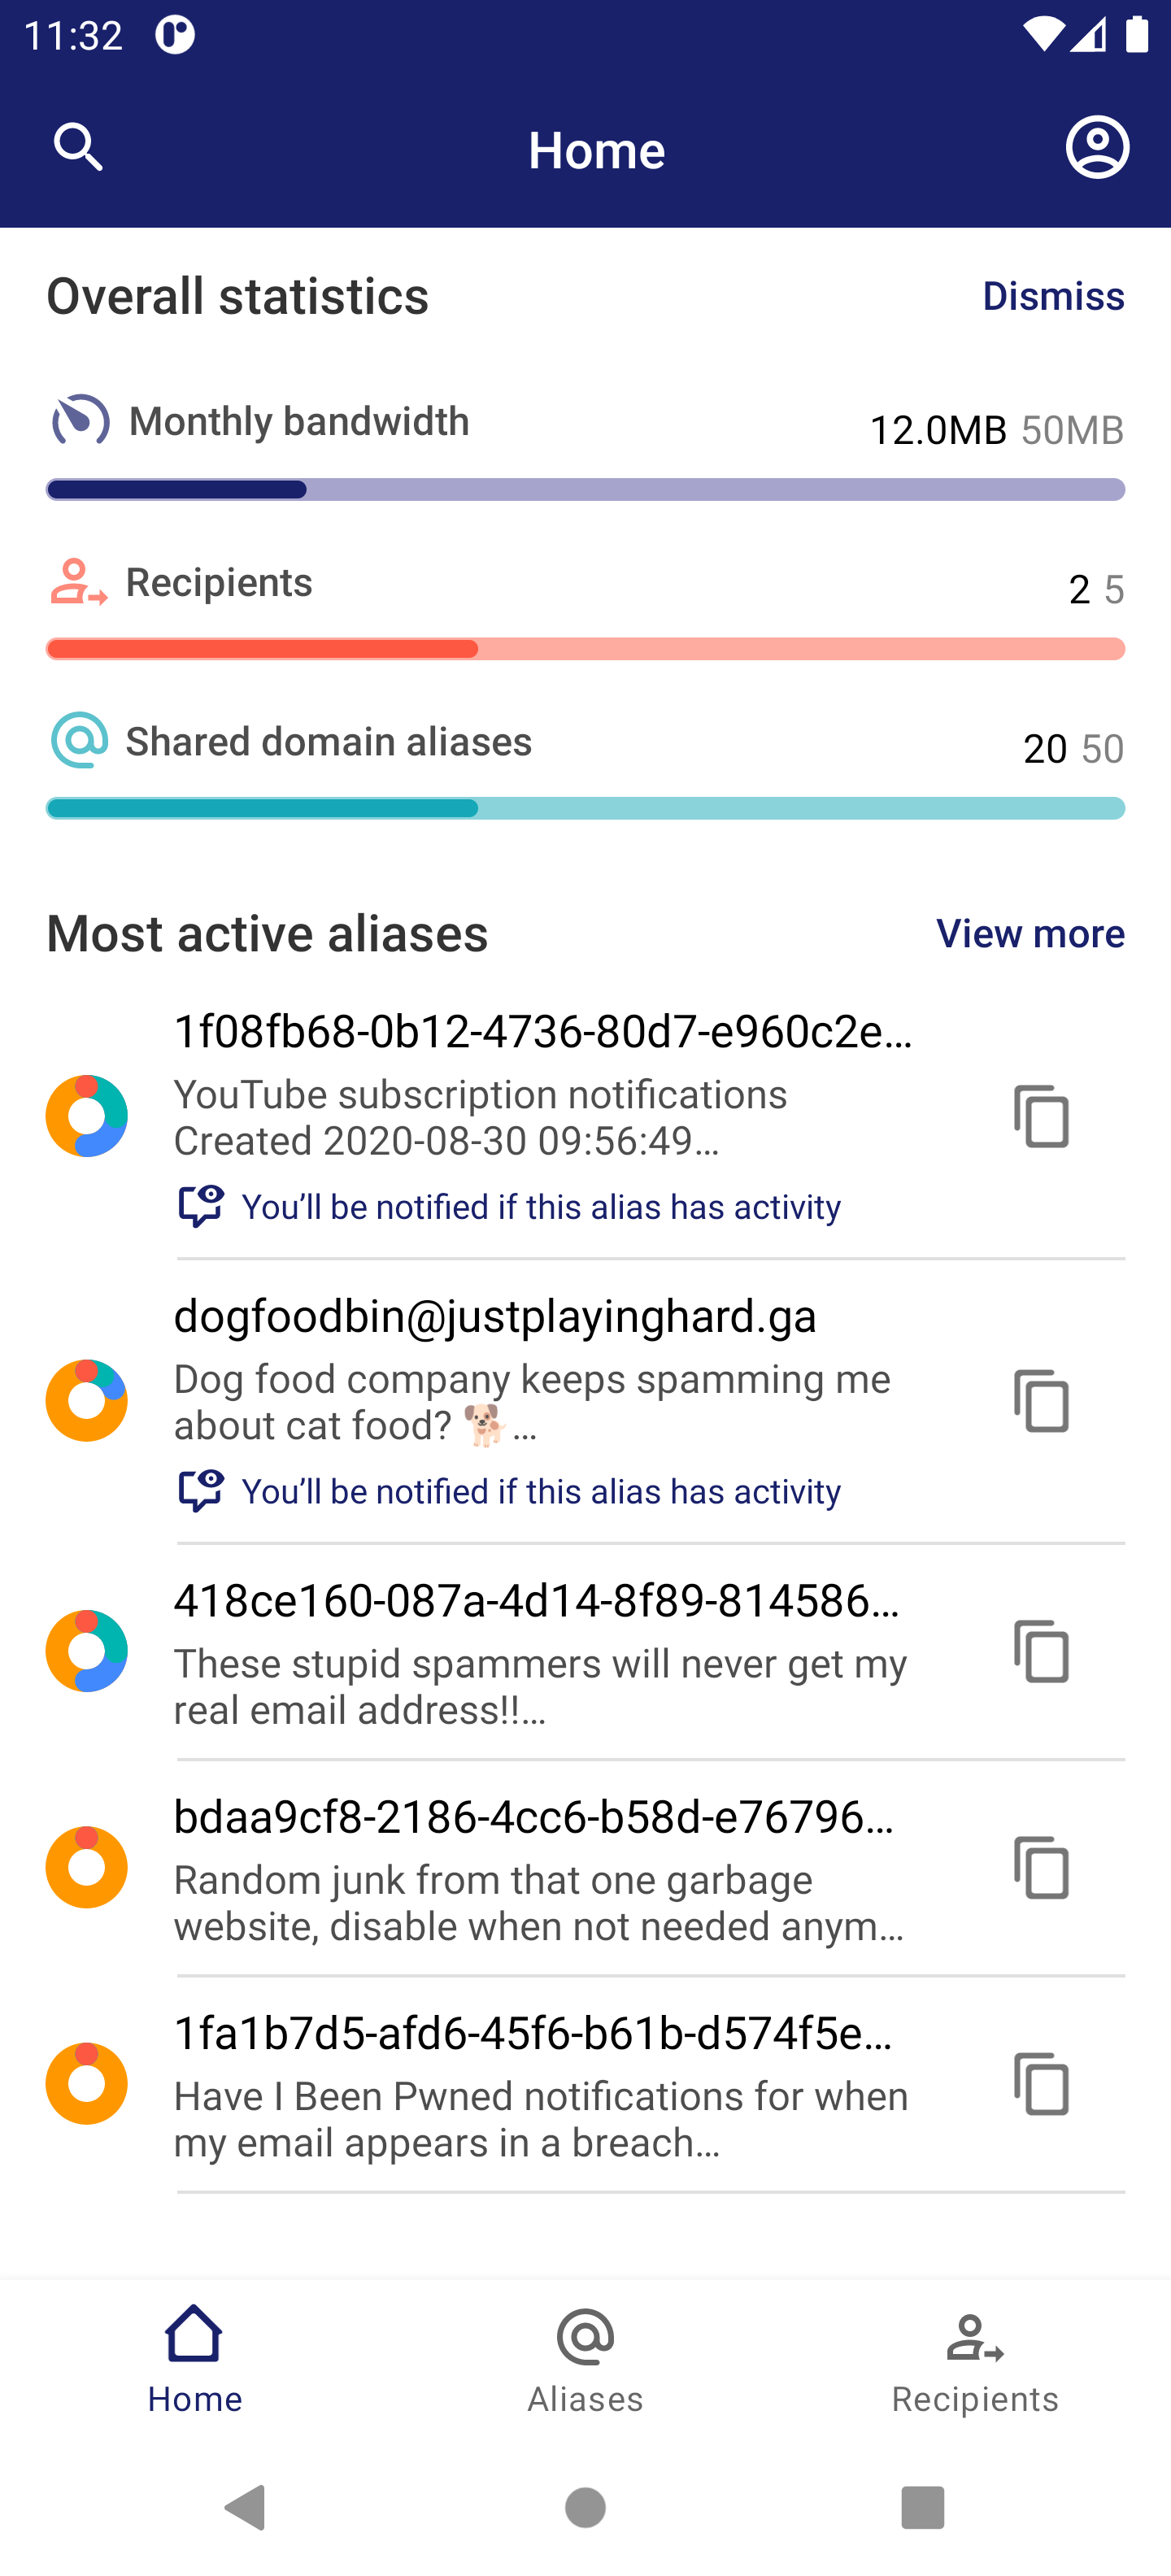 11:32
Home
Overall statistics
Dismiss
Monthly bandwidth
12.0MB 50MB
Recipients
2 5
Shared domain aliases
20 50
Most active aliases
View more
1f08fb68-0b12-4736-80d7-e960c2e…
YouTube subscription notifications
Created 2020-08-30 09:56:49…
You’ll be notified if this alias has activity
dogfoodbin@justplayinghard.ga
Dog food company keeps spamming me
about cat food? 🐕…
You’ll be notified if this alias has activity
418ce160-087a-4d14-8f89-814586…
These stupid spammers will never get my
real email address!!…
bdaa9cf8-2186-4cc6-b58d-e76796…
Random junk from that one garbage
website, disable when not needed anym…
1fa1b7d5-afd6-45f6-b61b-d574f5e…
Have I Been Pwned notifications for when
my email appears in a breach…
Home
Aliases
Recipients